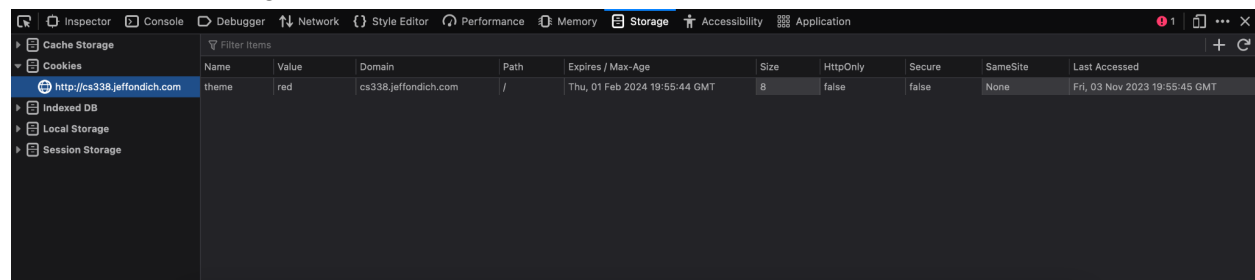 Inspector Console Debugger Network Style Editor Performance Memory Storage Accessibility Application 1
Cache Storage
Filter Items
Cookies
Name Value Domain Path Expires / Max-Age Size HttpOnly Secure SameSite Last Accessed
http://cs338.jeffondich.com
theme red cs338.jeffondich.com / Thu, 01 Feb 2024 19:55:44 GMT 8 false false None Fri, 03 Nov 2023 19:55:45 GMT
Indexed DB
Local Storage
Session Storage